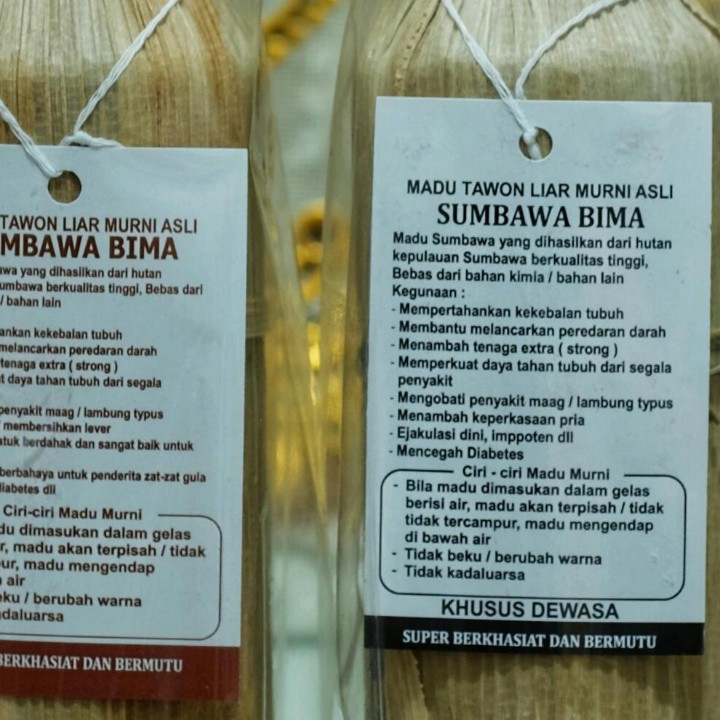 TAWON LIAR MURNI ASLI
MBAWA BIMA
yang dihasilkan dari hutan
umbawa berkualitas tinggi, Bebas dari
/ bahan lain
kekebalan tubuh
melancarkan peredaran darah
tenaga extra ( strong )
daya tahan tubuh dari segala
penyakit maag / lambung typus
/ membersihkan lever
berdahak dan sangat baik untuk
berbahaya untuk penderita zat-zat gula
diabetes dll
Ciri-ciri Madu Murni
dimasukan dalam gelas
madu akan terpisah / tidak
madu mengendap
air
/ berubah warna
BERKHASIAT DAN BERMUTU
MADU TAWON LIAR MURNI ASLI
SUMBAWA BIMA
Madu Sumbawa yang dihasilkan dari hutan
kepulauan Sumbawa berkualitas tinggi,
Bebas dari bahan kimia / bahan lain
Kegunaan :
- Mempertahankan kekebalan tubuh
- Membantu melancarkan peredaran darah
- Menambah tenaga extra ( strong )
- Memperkuat daya tahan tubuh dari segala
penyakit
- Mengobati penyakit maag / lambung typus
- Menambah keperkasaan pria
- Ejakulasi dini, imppoten dll
- Mencegah Diabetes
Ciri - ciri Madu Murni
- Bila madu dimasukan dalam gelas
berisi air, madu akan terpisah / tidak
tidak tercampur, madu mengendap
di bawah air
- Tidak beku / berubah warna
- Tidak kadaluarsa
KHUSUS DEWASA
SUPER BERKHASIAT DAN BERMUTU